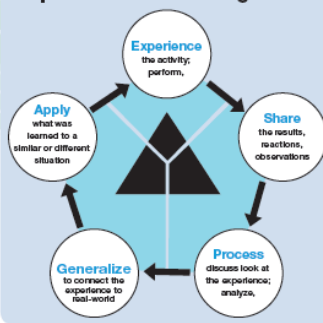 Experience
the activity;
perform,
Share
the results,
reactions,
observations
Process
discuss look at
the experience;
analyze,
Generalize
to connect the
experience to
real-world
Apply
what was
learned to a
similar or different
situation